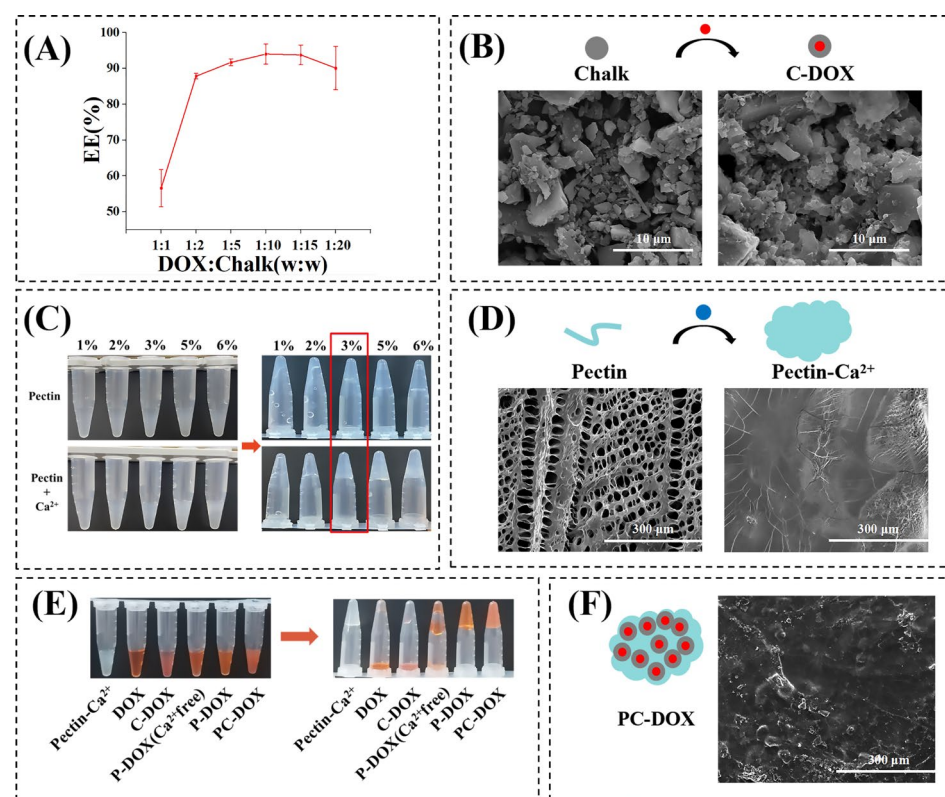 (A)
100
90
80
70
60
50
EE(%)
1:1 1:2 1:5 1:10 1:15 1:20
DOX:Chalk(w:w)
(B)
Chalk C-DOX
10 μm 10 μm
(C)
1% 2% 3% 5% 6% 1% 2% 3% 5% 6%
Pectin
Pectin
+
Ca²⁺
(D)
Pectin Pectin-Ca²⁺
300 μm 300 μm
(E)
Pectin-Ca²⁺ DOX C-DOX P-DOX(Ca²⁺free) P-DOX PC-DOX
Pectin-Ca²⁺ DOX C-DOX P-DOX(Ca²⁺free) P-DOX PC-DOX
(F)
PC-DOX
300 μm